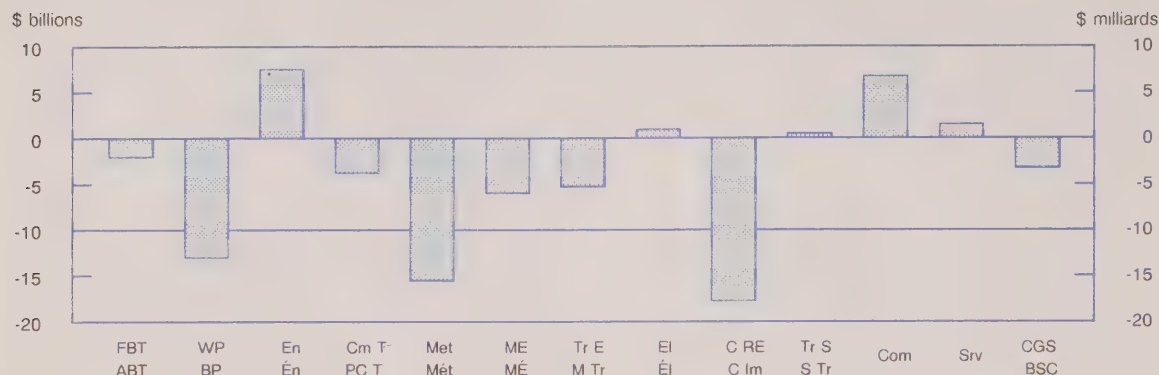 $ billions $ milliards
10 10
5 5
0 0
-5 -5
-10 -10
-15 -15
-20 -20
FBT WP En Cm T Met ME Tr E El C RE Tr S Com Srv CGS
ABT BP Én PC T Mét MÉ M Tr Él C Im S Tr BSC